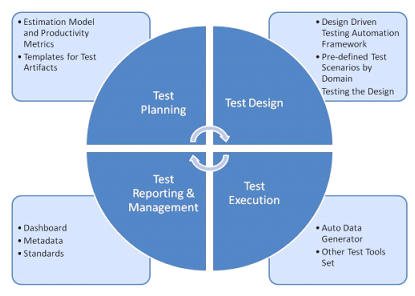 • Estimation Model
and Productivity
Metrics
• Templates for Test
Artifacts
• Design Driven
Testing Automation
Framework
• Pre-defined Test
Scenarios by
Domain
Testing the Design
Test
Planning
Test Design
Test
Reporting &
Management
Test
Execution
• Dashboard
• Metadata
• Standards
• Auto Data
Generator
• Other Test Tools
Set